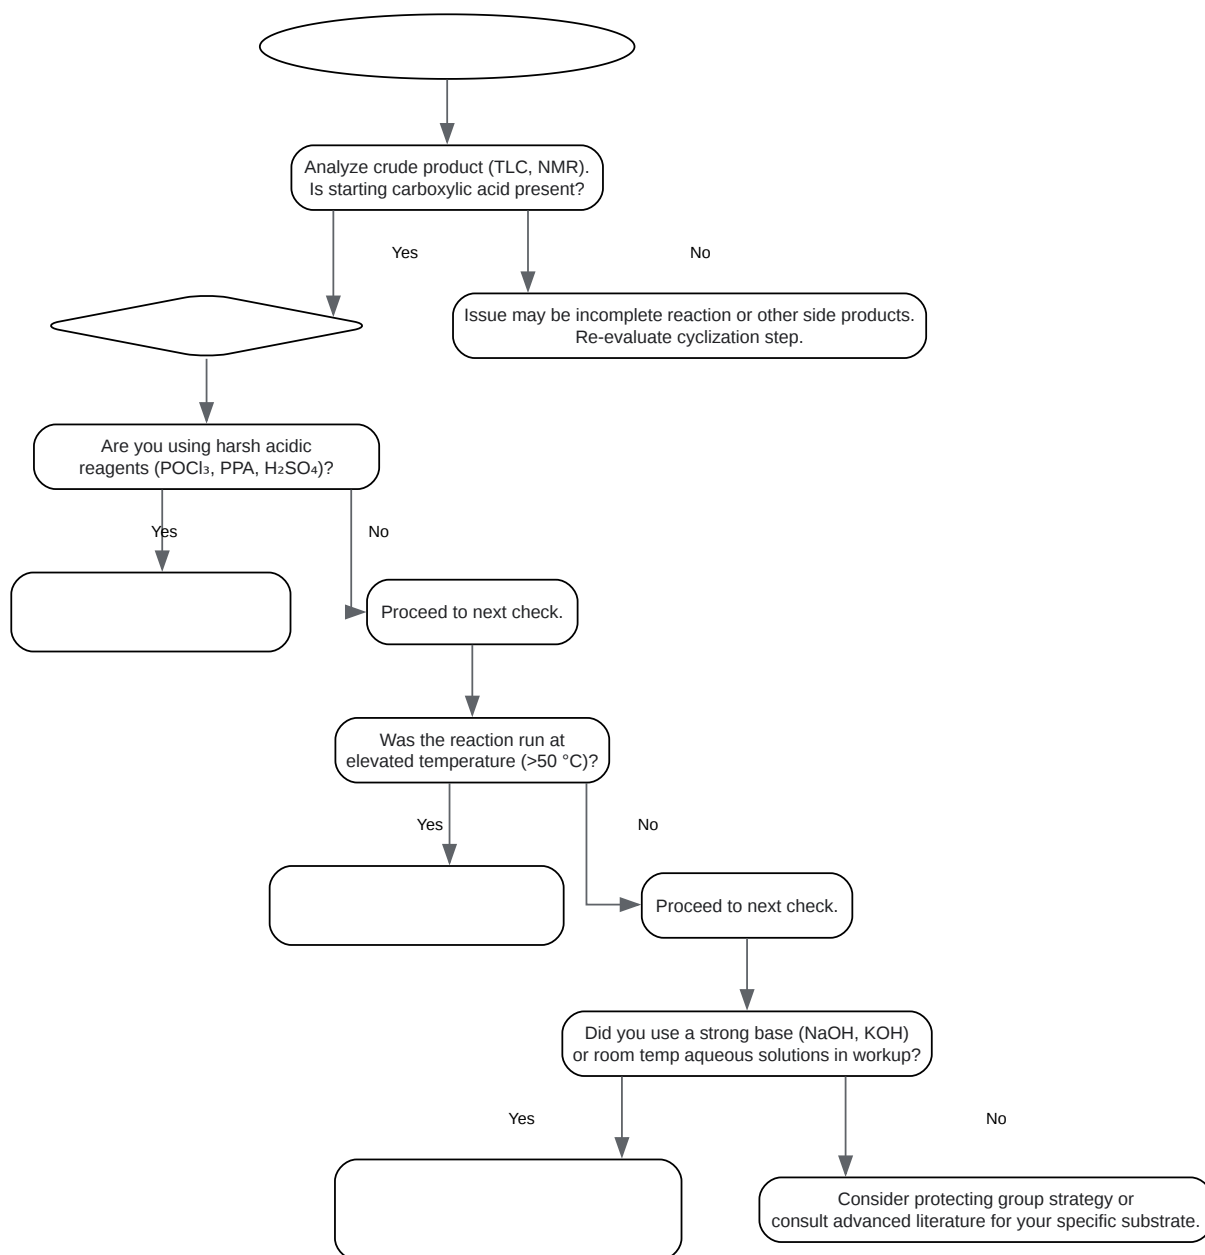 Analyze crude product (TLC, NMR).
Is starting carboxylic acid present?
Yes
No
Issue may be incomplete reaction or other side products.
Re-evaluate cyclization step.
Are you using harsh acidic
reagents (POCl₃, PPA, H₂SO₄)?
Yes
No
Proceed to next check.
Was the reaction run at
elevated temperature (>50 °C)?
Yes
No
Proceed to next check.
Did you use a strong base (NaOH, KOH)
or room temp aqueous solutions in workup?
Yes
No
Consider protecting group strategy or
consult advanced literature for your specific substrate.